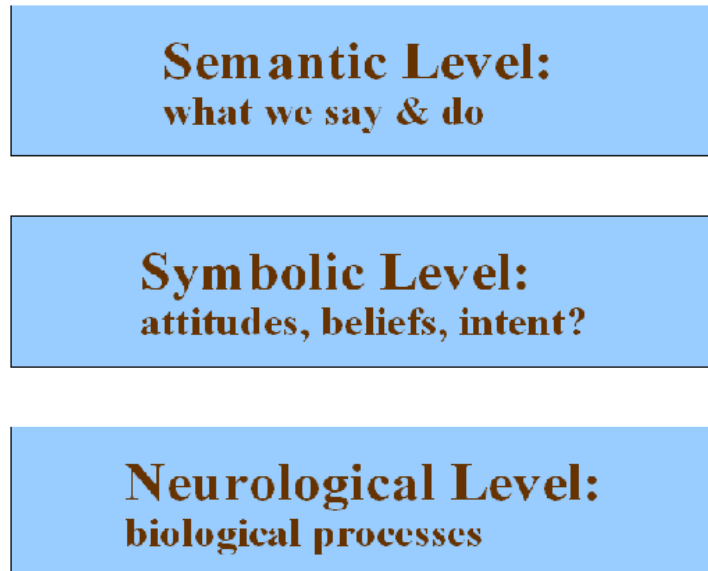 Semantic Level:
what we say & do
Symbolic Level:
attitudes, beliefs, intent?
Neurological Level:
biological processes